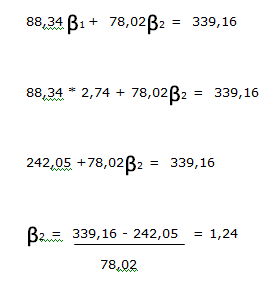 88,34 β1 + 78,02β2 = 339,16
88,34 * 2,74 + 78,02β2 = 339,16
242,05 +78,02β2 = 339,16
β2 = 339,16 - 242,05 = 1,24
78,02